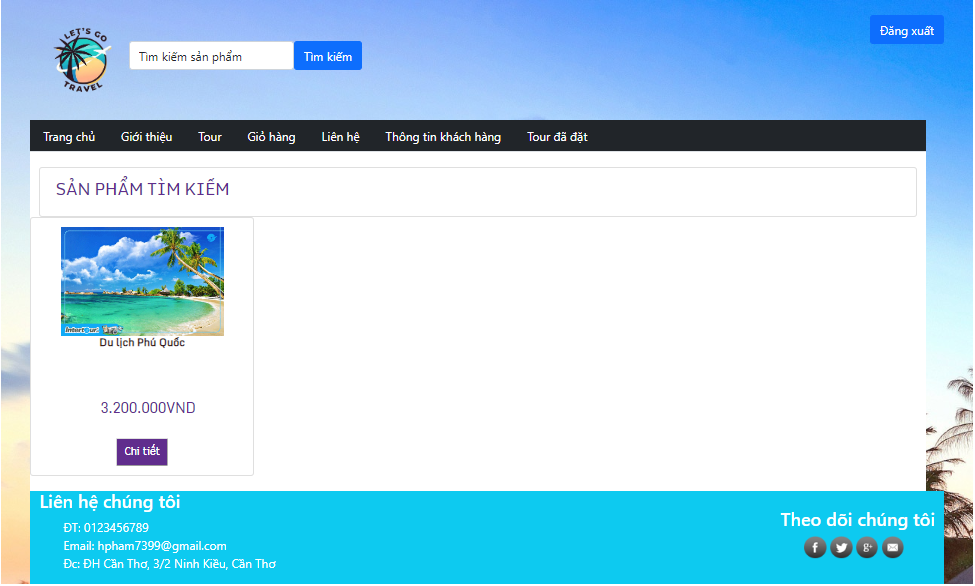 Đăng xuất
LET'S GO
TRAVEL
Tìm kiếm sản phẩm
Tìm kiếm
Trang chủ Giới thiệu Tour Giỏ hàng Liên hệ Thông tin khách hàng Tour đã đặt
SẢN PHẨM TÌM KIẾM
Intertour
Du lịch Phú Quốc
3.200.000VND
Chi tiết
Liên hệ chúng tôi
ĐT: 0123456789
Email: hpham7399@gmail.com
Đc: ĐH Cần Thơ, 3/2 Ninh Kiều, Cần Thơ
Theo dõi chúng tôi